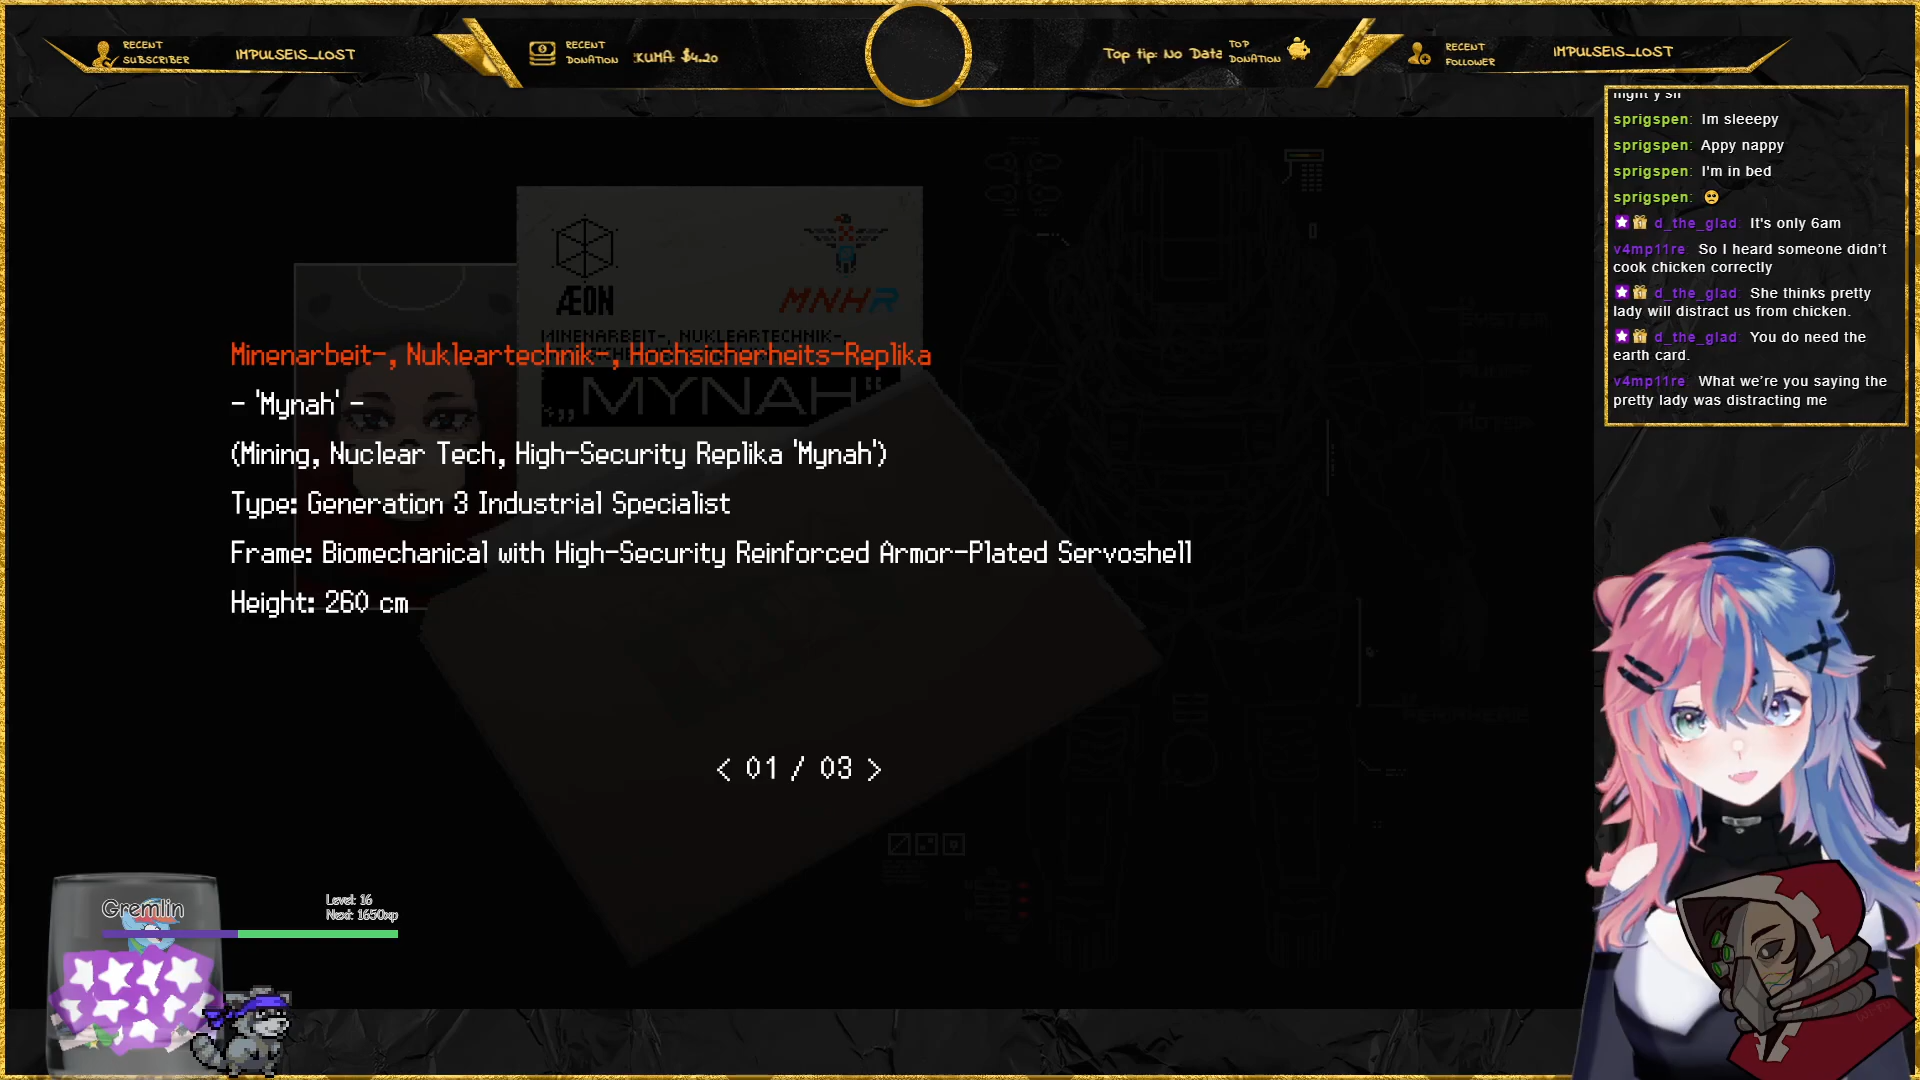 RECENT
SUBSCRIBER
IMPULSEIS_LOST
RECENT
DONATION
KUMA: $4.20
Top tip: No Data
TOP
DONATION
RECENT
FOLLOWER
IMPULSEIS_LOST
sprigspen: Im sleeepy
sprigspen: Appy nappy
sprigspen: I'm in bed
sprigspen:
d_the_glad: It's only 6am
v4mp11re: So I heard someone didn't
cook chicken correctly
d_the_glad: She thinks pretty
lady will distract us from chicken.
d_the_glad: You do need the
earth card.
v4mp11re: What we're you saying the
pretty lady was distracting me
ÆON
MNHR
MINENARBEIT-, NUKLEARTECHNIK-,
„MYNAH"
Minenarbeit-, Nukleartechnik-, Hochsicherheits-Replika
- 'Mynah' -
(Mining, Nuclear Tech, High-Security Replika 'Mynah')
Type: Generation 3 Industrial Specialist
Frame: Biomechanical with High-Security Reinforced Armor-Plated Servoshell
Height: 260 cm
< 01 / 03 >
Gremlin
Level: 16
Next: 1650xp